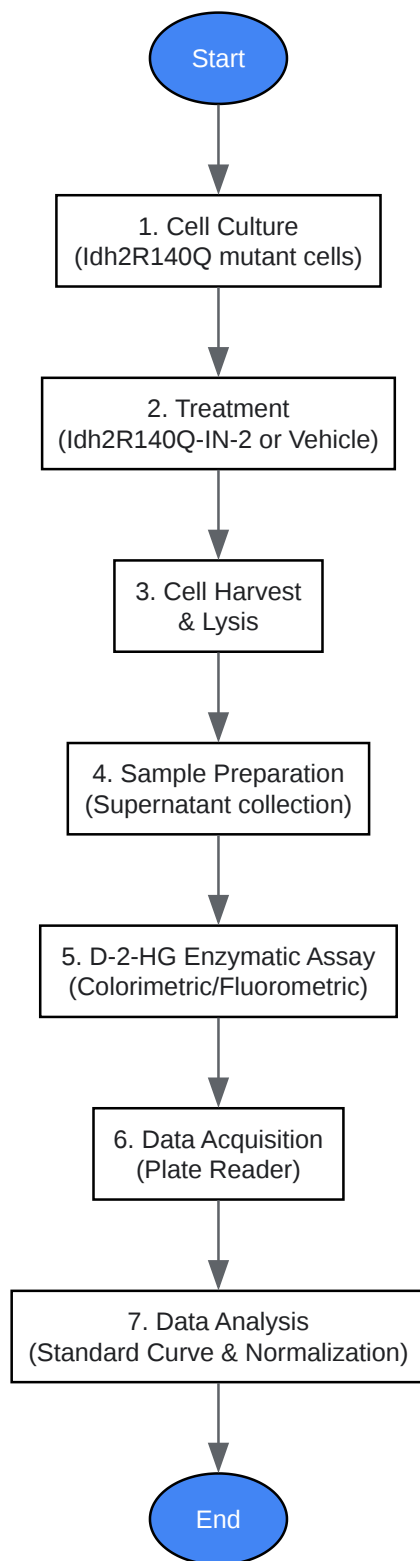 Start
1. Cell Culture
(Idh2R140Q mutant cells)
2. Treatment
(Idh2R140Q-IN-2 or Vehicle)
3. Cell Harvest
& Lysis
4. Sample Preparation
(Supernatant collection)
5. D-2-HG Enzymatic Assay
(Colorimetric/Fluorometric)
6. Data Acquisition
(Plate Reader)
7. Data Analysis
(Standard Curve & Normalization)
End